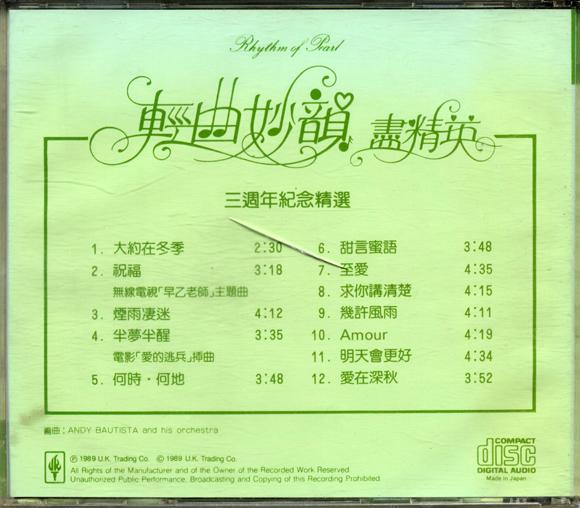 Rhythm of Pearl
輕曲妙韻 盡精英
三週年紀念精選
1. 大約在冬季 2:30
2. 祝福 3:18
無線電視「早乙老師」主題曲
3. 煙雨凄迷 4:12
4. 半夢半醒 3:35
電影「愛的逃兵」揷曲
5. 何時·何地 3:48
6. 甜言蜜語 3:48
7. 至愛 4:35
8. 求你講清楚 4:15
9. 幾許風雨 4:11
10. Amour 4:19
11. 明天會更好 4:34
12. 愛在深秋 3:52
編曲：ANDY BAUTISTA and his orchestra
Ⓟ 1989 U.K. Trading Co. © 1989 U.K. Trading Co.
All Rights of the Manufacturer and of the Owner of the Recorded Work Reserved.
Unauthorized Public Performance, Broadcasting and Copying of this Recording Prohibited.
COMPACT
disc
DIGITAL AUDIO
Made in Japan